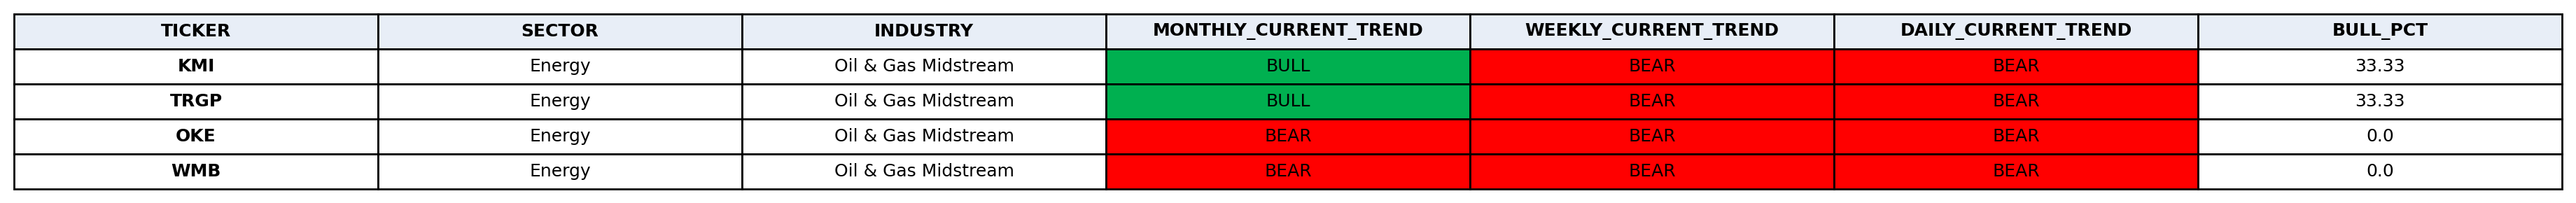 TICKER SECTOR INDUSTRY MONTHLY_CURRENT_TREND WEEKLY_CURRENT_TREND DAILY_CURRENT_TREND BULL_PCT
KMI Energy Oil & Gas Midstream BULL BEAR BEAR 33.33
TRGP Energy Oil & Gas Midstream BULL BEAR BEAR 33.33
OKE Energy Oil & Gas Midstream BEAR BEAR BEAR 0.0
WMB Energy Oil & Gas Midstream BEAR BEAR BEAR 0.0